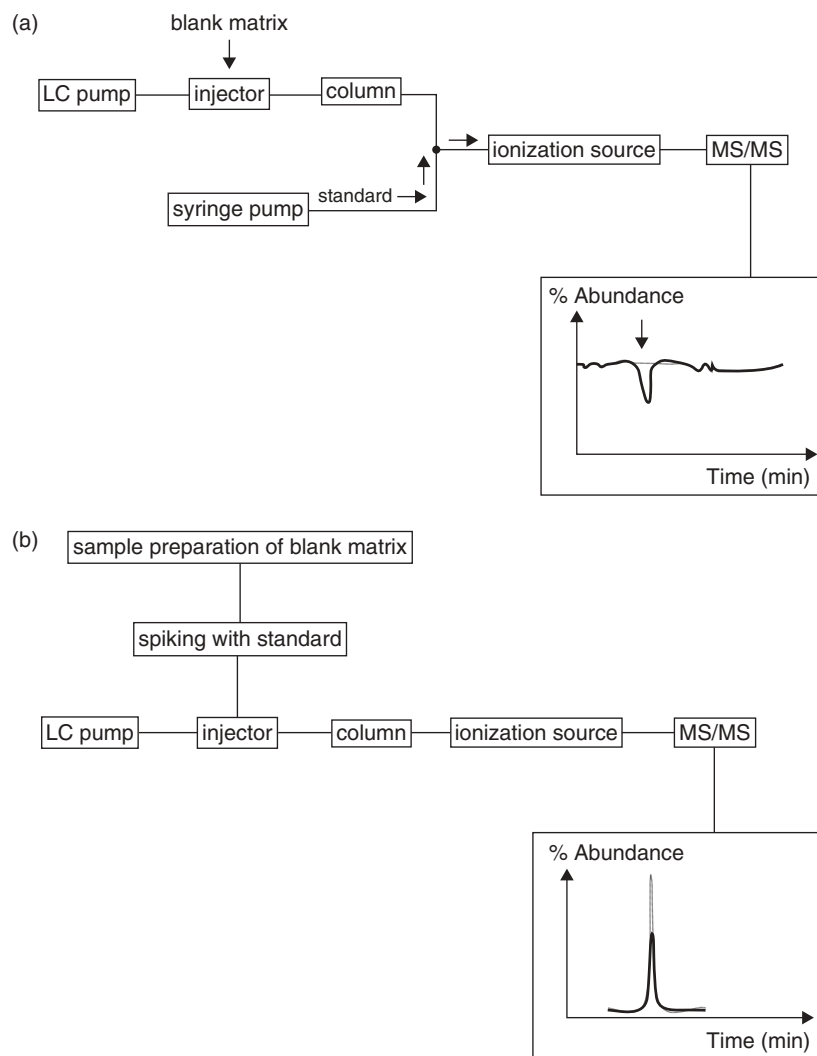 (a)
blank matrix
LC pump
injector
column
ionization source
MS/MS
standard
syringe pump
% Abundance
Time (min)
(b)
sample preparation of blank matrix
spiking with standard
LC pump
injector
column
ionization source
MS/MS
% Abundance
Time (min)